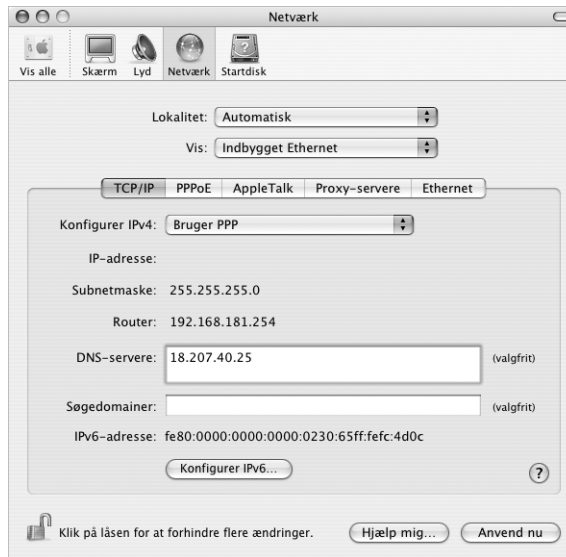 Netværk
Vis alle Skærm Lyd Netværk Startdisk
Lokalitet: Automatisk
Vis: Indbygget Ethernet
TCP/IP PPPoE AppleTalk Proxy-servere Ethernet
Konfigurer IPv4: Bruger PPP
IP-adresse:
Subnetmaske: 255.255.255.0
Router: 192.168.181.254
DNS-servere: 18.207.40.25 (valgfrit)
Søgedomainer: (valgfrit)
IPv6-adresse: fe80:0000:0000:0000:0230:65ff:fefc:4d0c
Konfigurer IPv6... ?
Klik på låsen for at forhindre flere ændringer. Hjælp mig... Anvend nu